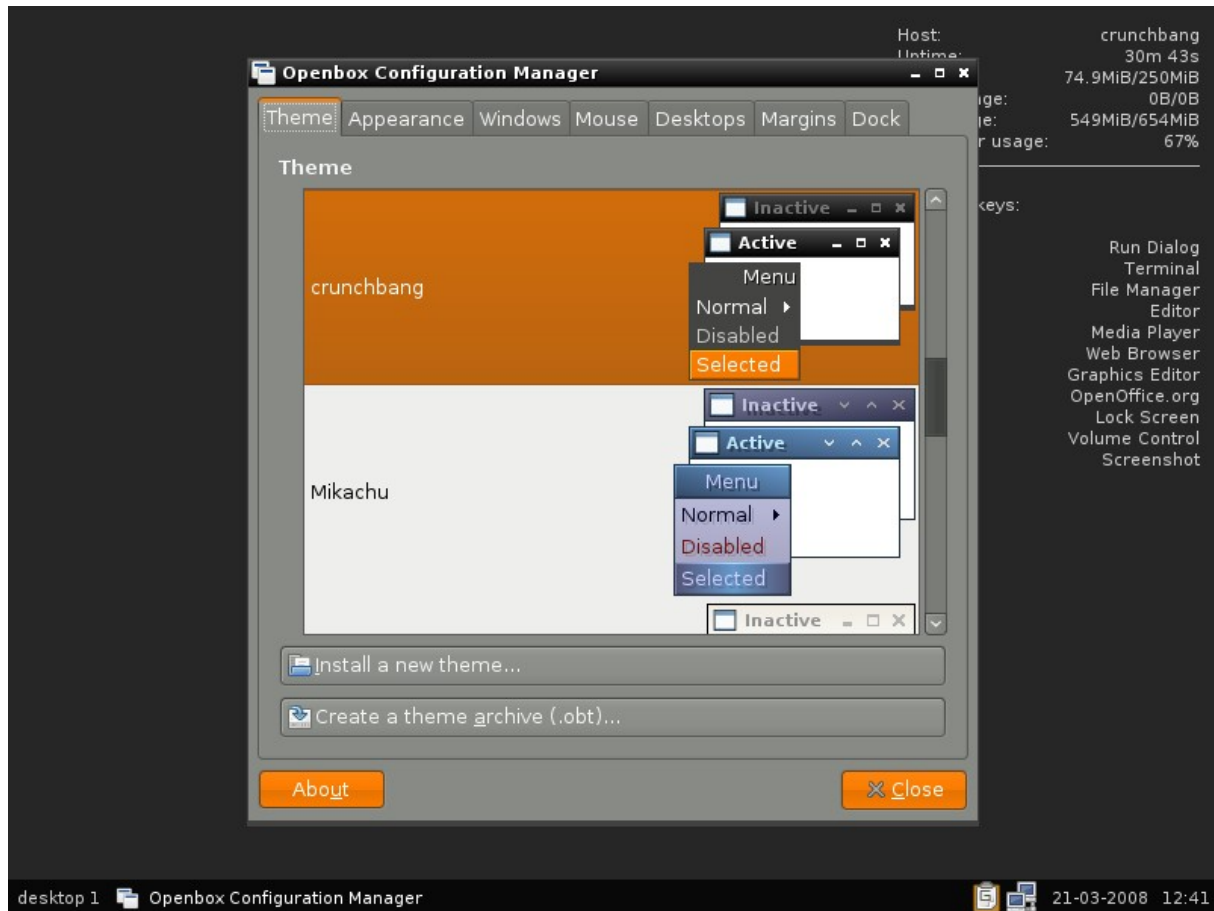 Host: crunchbang
Uptime: 30m 43s
74.9MiB/250MiB
0B/0B
549MiB/654MiB
usage: 67%
Openbox Configuration Manager
Theme Appearance Windows Mouse Desktops Margins Dock
Theme
crunchbang
Inactive
Active
Menu
Normal
Disabled
Selected
Mikachu
Inactive
Active
Menu
Normal
Disabled
Selected
Inactive
Install a new theme...
Create a theme archive (.obt)...
About
Close
keys:
Run Dialog
Terminal
File Manager
Editor
Media Player
Web Browser
Graphics Editor
OpenOffice.org
Lock Screen
Volume Control
Screenshot
desktop 1 Openbox Configuration Manager 21-03-2008 12:41